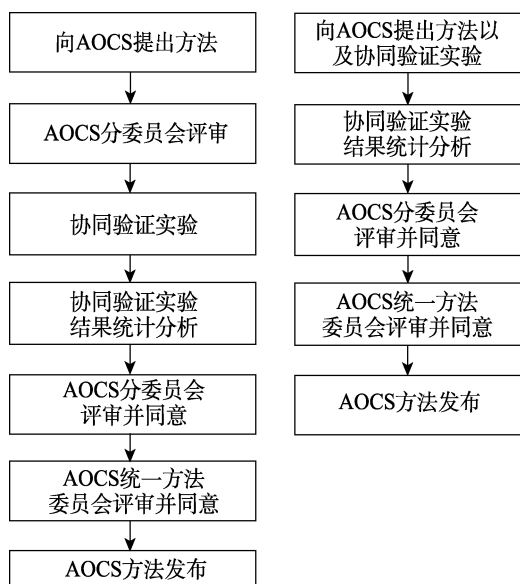 向AOCS提出方法
AOCS分委员会评审
协同验证实验
协同验证实验
结果统计分析
AOCS分委员会
评审并同意
AOCS统一方法
委员会评审并同意
AOCS方法发布
向AOCS提出方法以
及协同验证实验
协同验证实验
结果统计分析
AOCS分委员会
评审并同意
AOCS统一方法
委员会评审并同意
AOCS方法发布